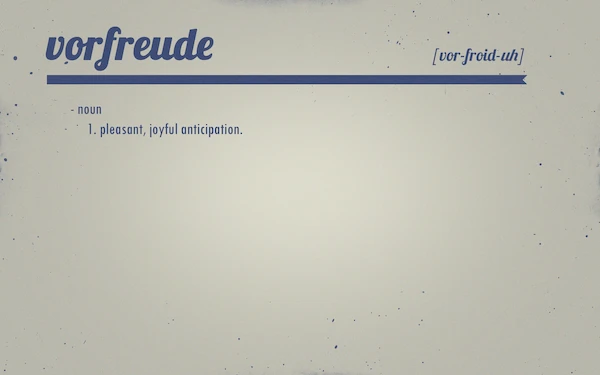 vorfreude
[vor-froid-uh]
- noun
1. pleasant, joyful anticipation.